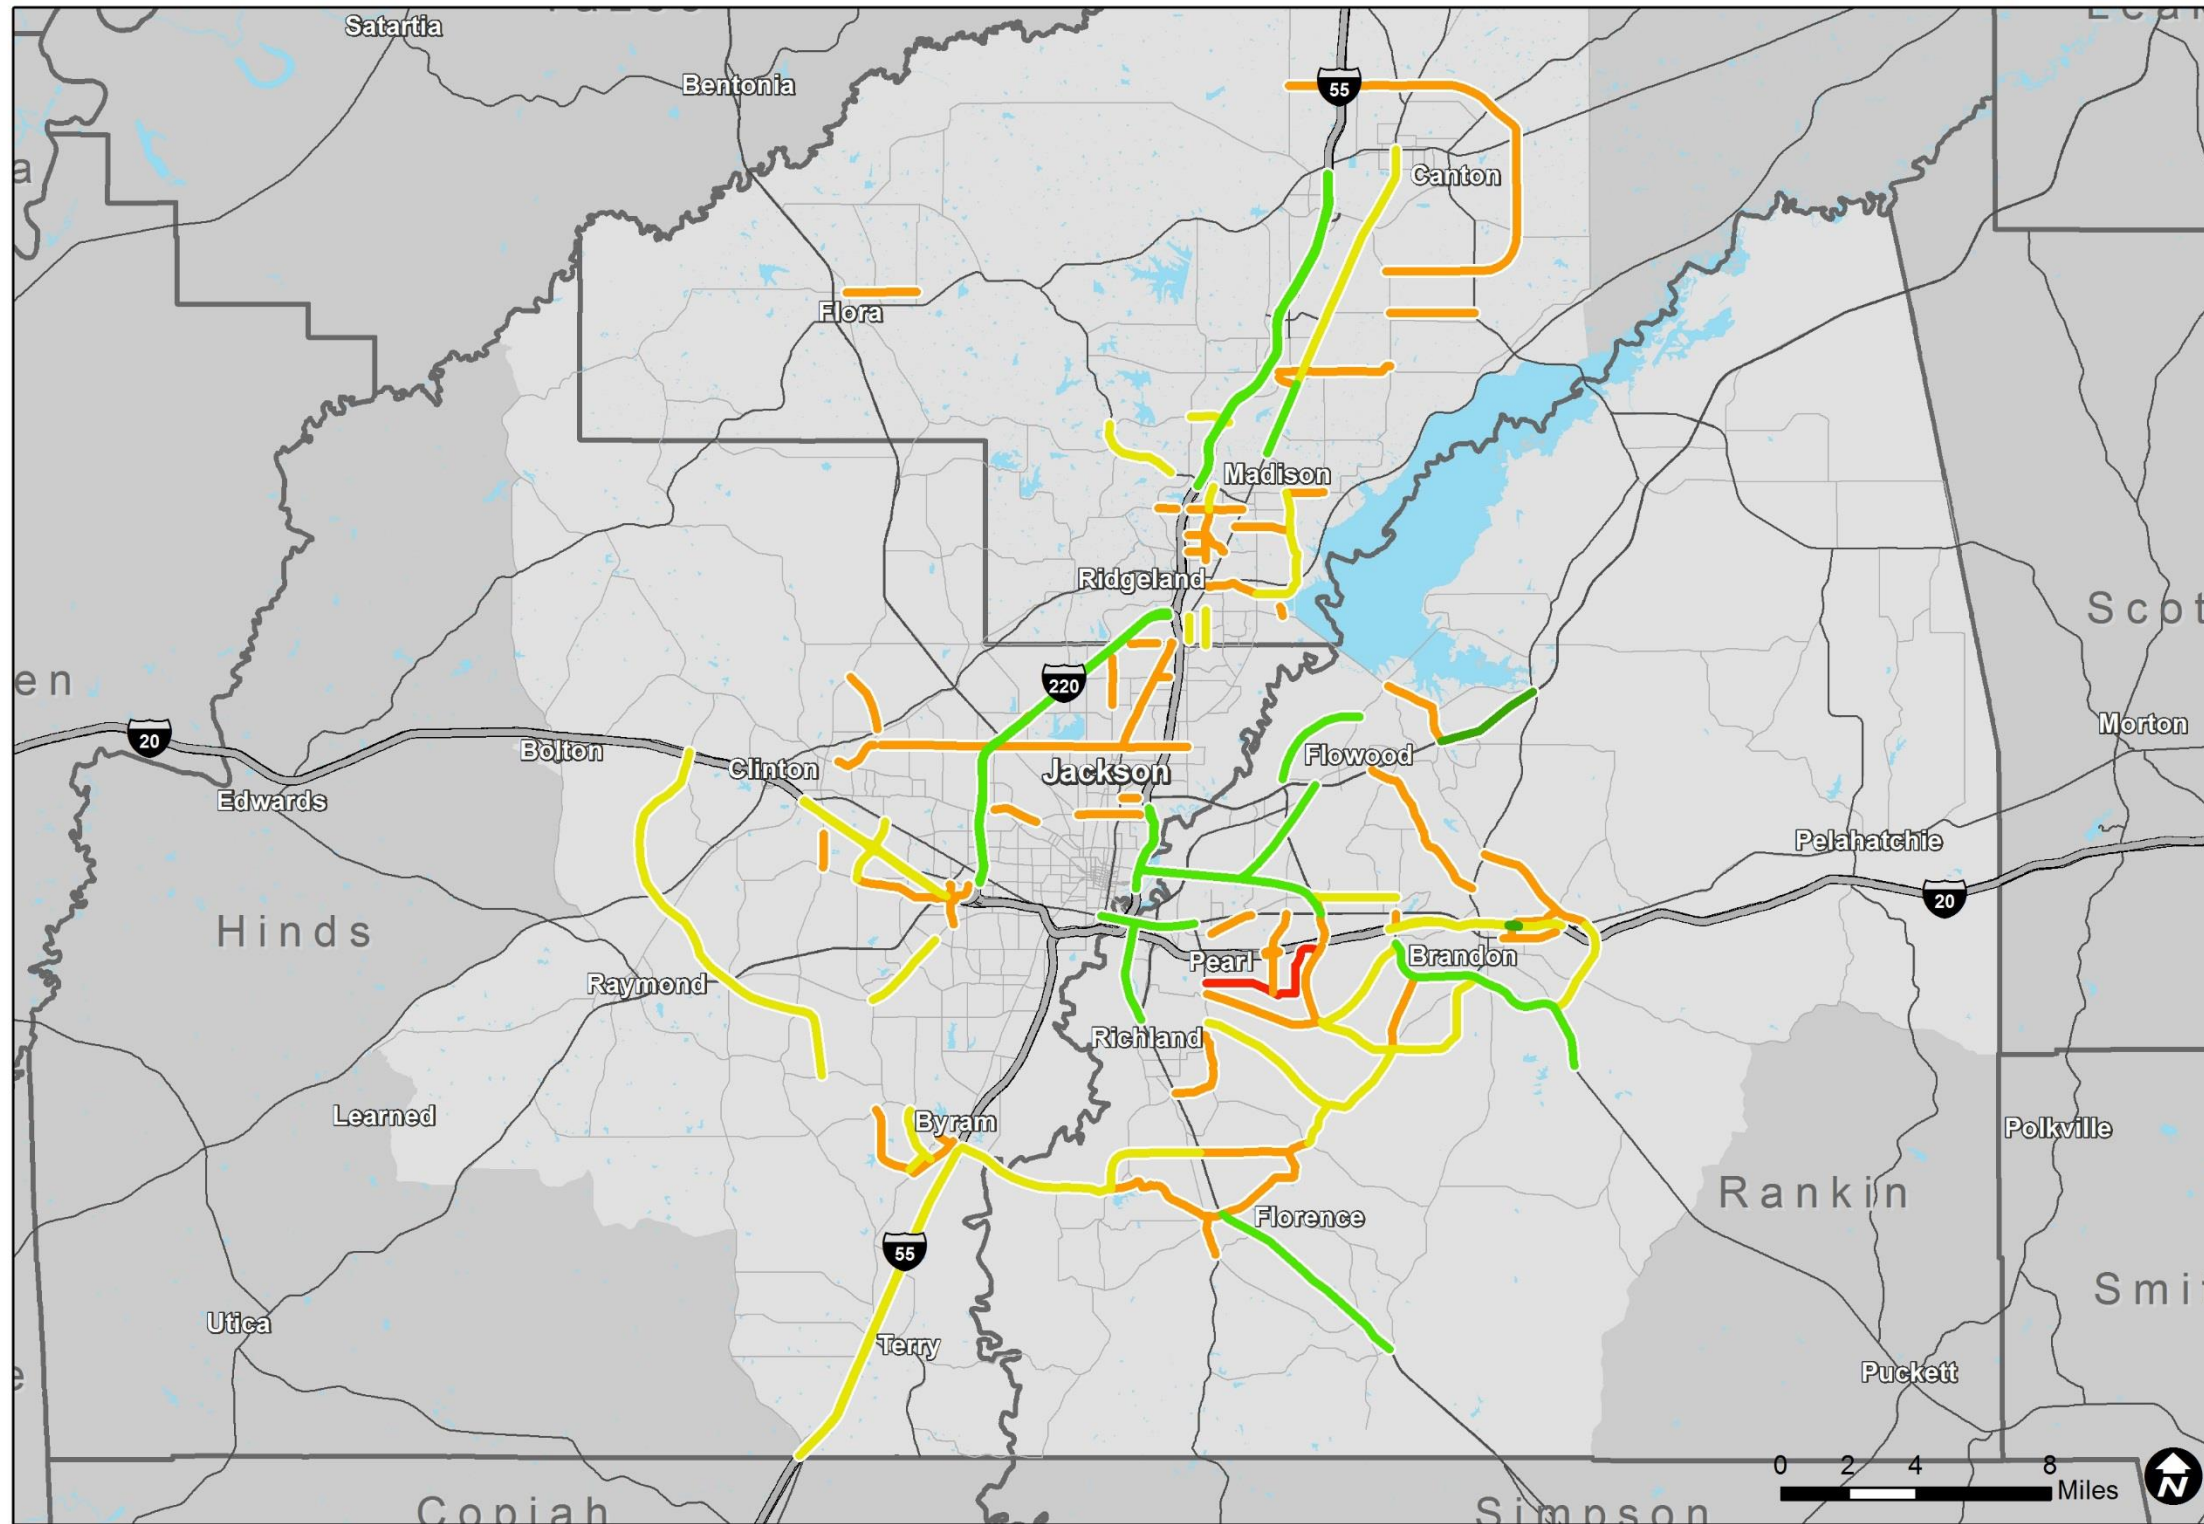 Satartia
Bentonia
55
Canton
Flora
Madison
Ridgeland
Scot
en
220
20
Bolton
Clinton
Jackson
Flowood
Morton
Edwards
Pelahatchie
20
Hinds
Raymond
Pearl
Brandon
Richland
Learned
Byram
Polkville
Rankin
Florence
55
Smi
Utica
Terry
Puckett
0 2 4 8
Miles
N
Copiah
Simpson